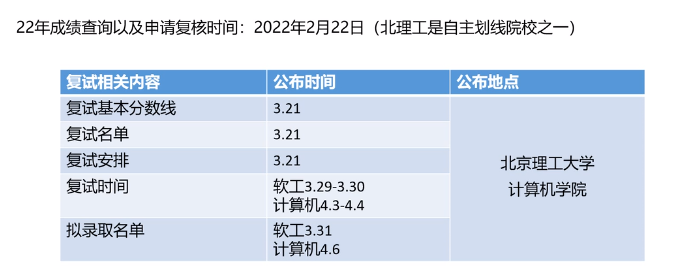 22年成绩查询以及申请复核时间：2022年2月22日（北理工是自主划线院校之一）
复试相关内容 公布时间 公布地点
复试基本分数线 3.21
复试名单 3.21
复试安排 3.21
北京理工大学
计算机学院
复试时间 软工3.29-3.30
计算机4.3-4.4
拟录取名单 软工3.31
计算机4.6